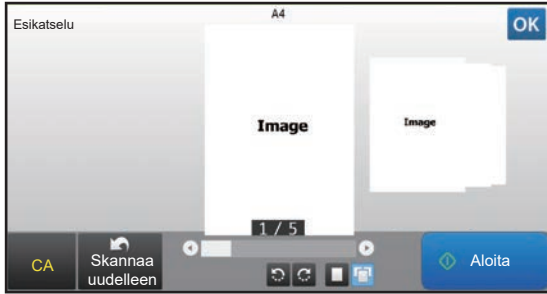 A4
Esikatselu
OK
Image
Image
1 / 5
CA
Skannaa
uudelleen
Aloita